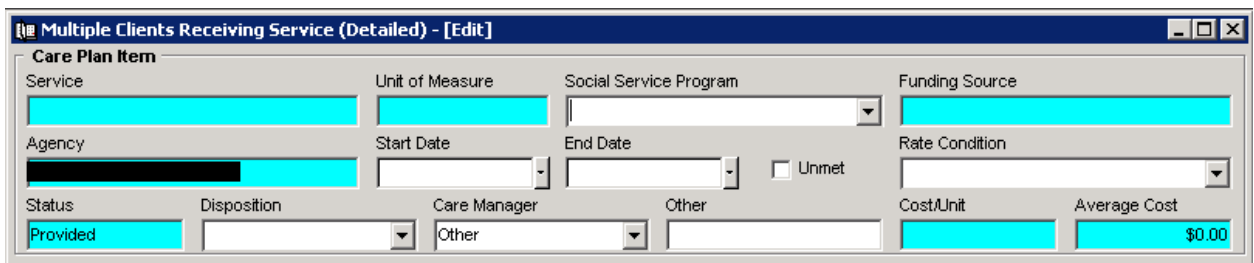 Multiple Clients Receiving Service (Detailed) - [Edit]
Care Plan Item
Service Unit of Measure Social Service Program Funding Source
Agency Start Date End Date Unmet Rate Condition
Status Disposition Care Manager Other Cost/Unit Average Cost
Provided Other $0.00